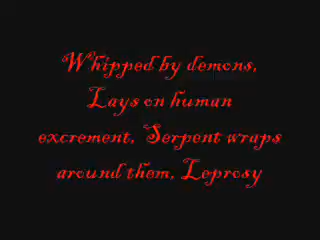 Whipped by demons,
Lays on human
excrement, Serpent wraps
around them, Leprosy